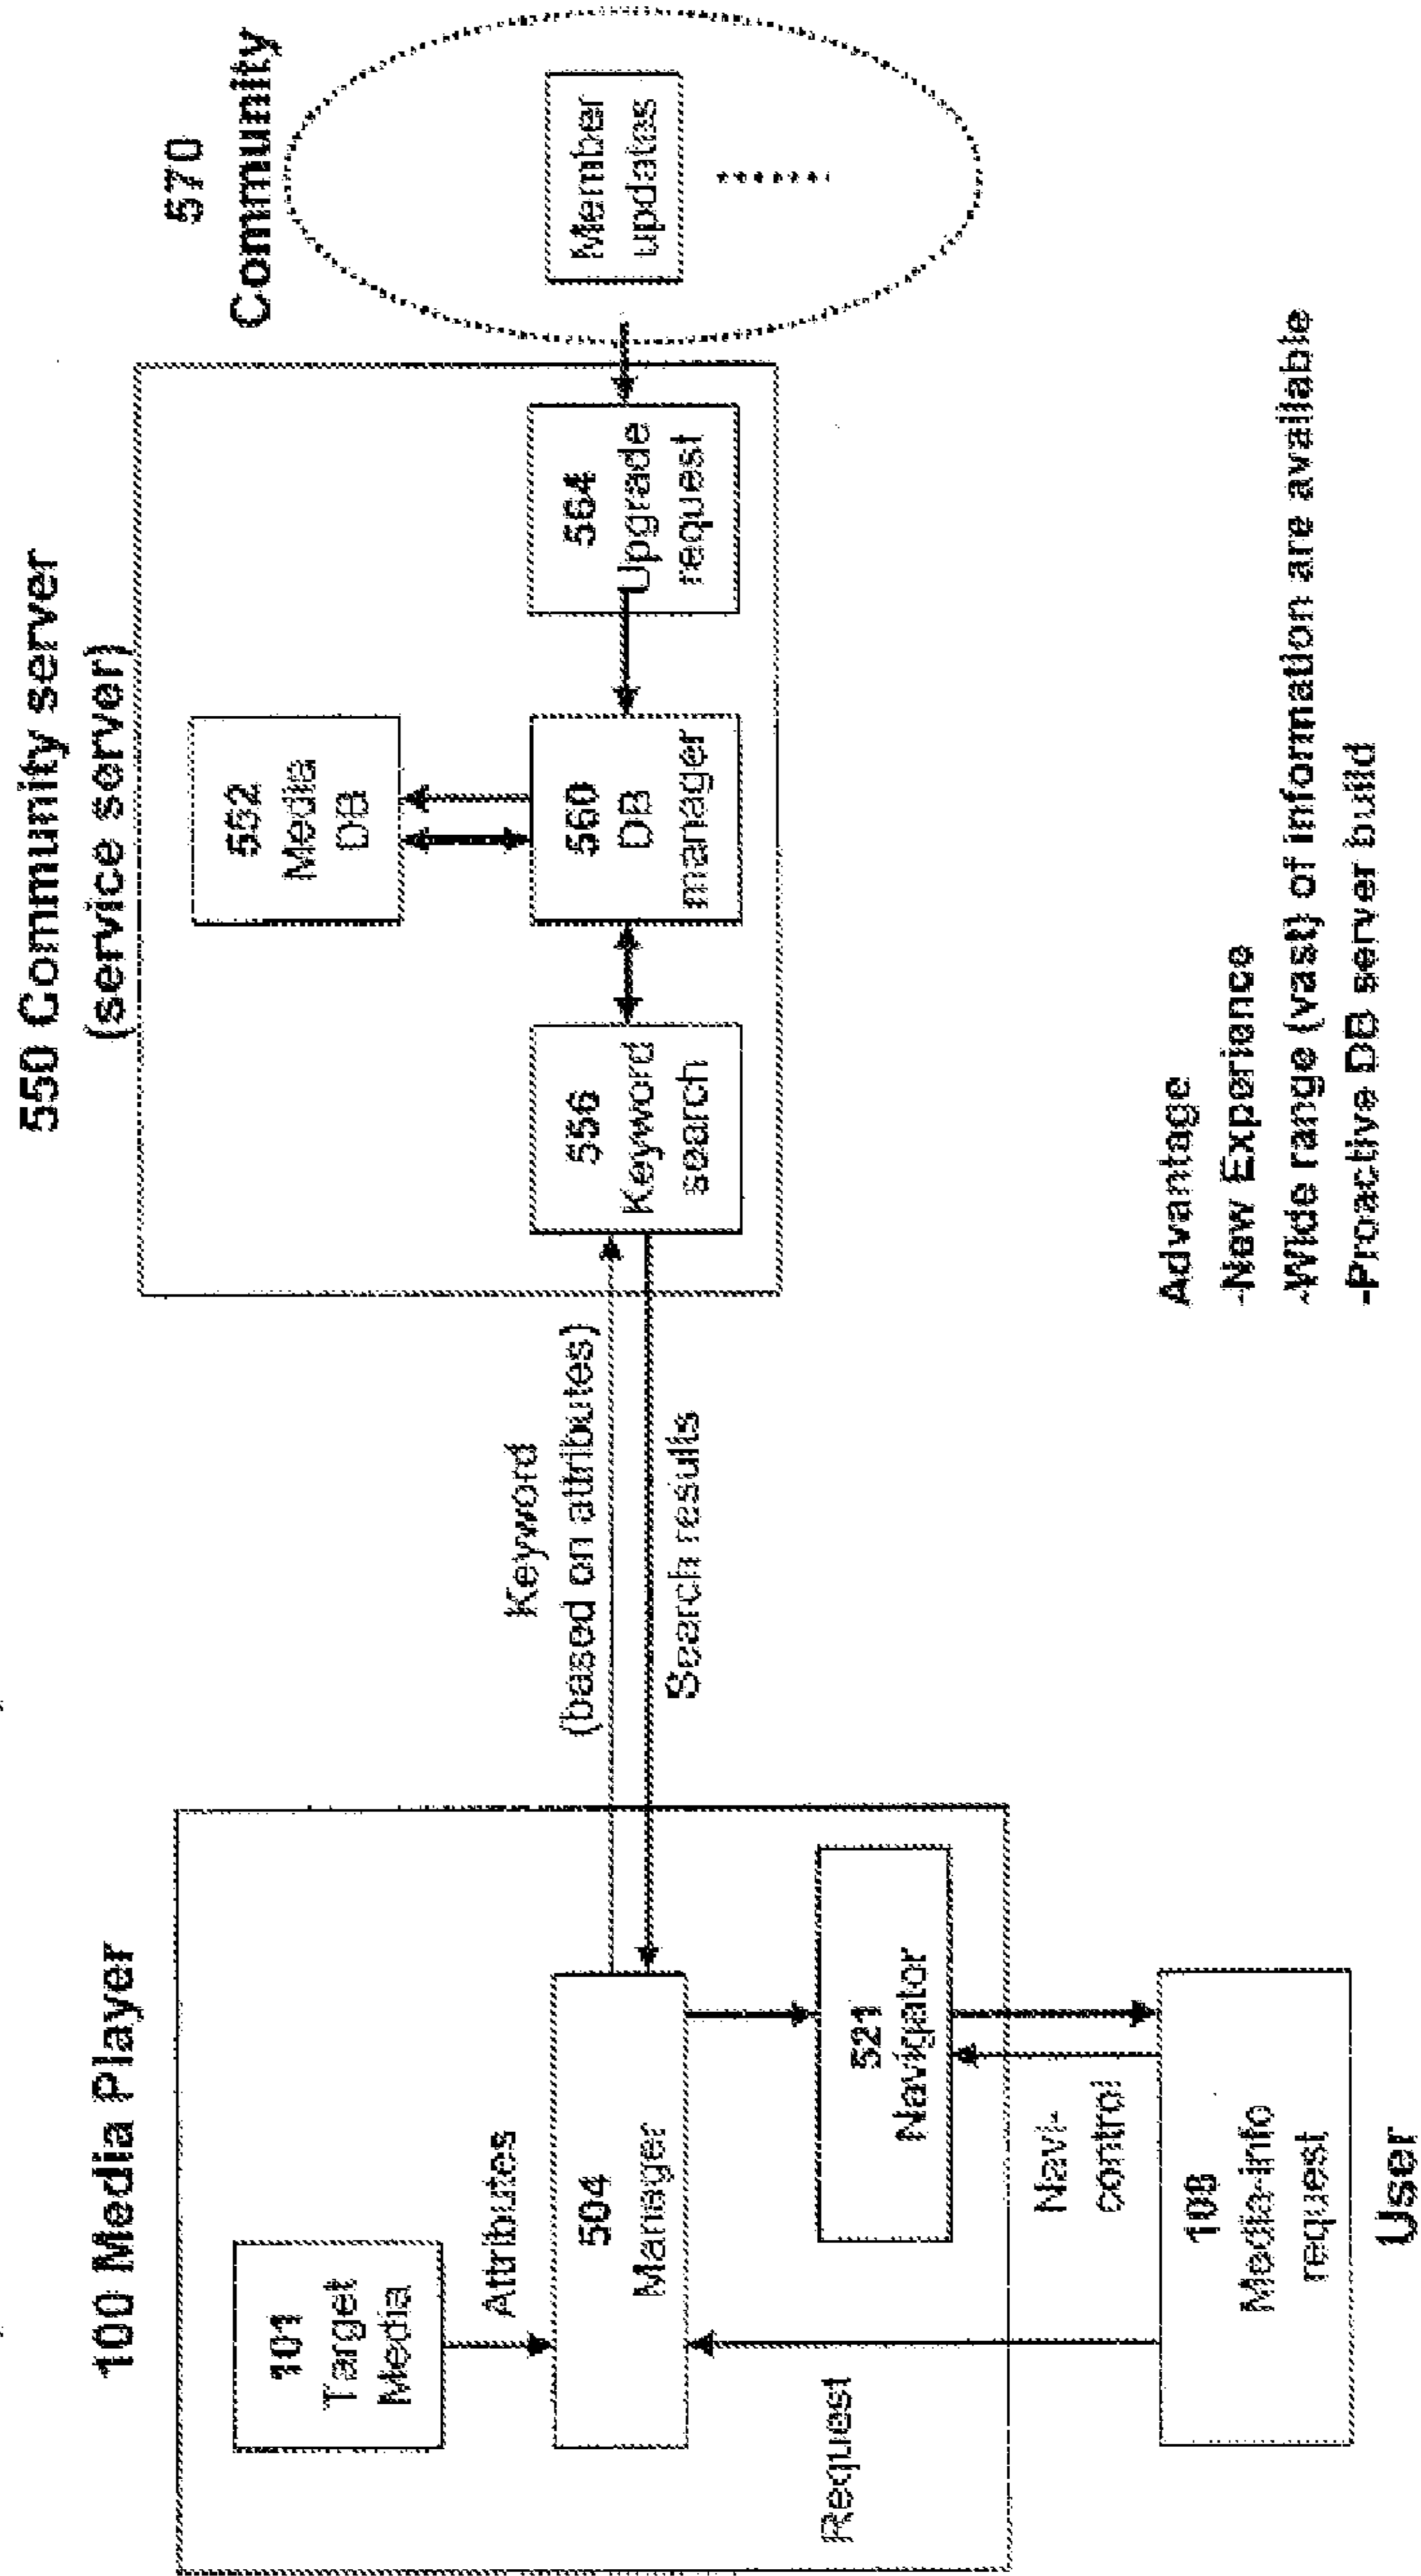 100 Media Player
101
Target
Media
Attributes
504
Manager
521
Navigator
Request
Navi-
control
108
Media-info
request
User
Keyword
(based on attributes)
Search results
550 Community server
(service server)
552
Media
DB
556
Keyword
search
560
DB
manager
564
Upgrade
request
570
Community
Member
updates
Advantage
-New Experience
-Wide range (vast) of information are available
-Proactive DB server build